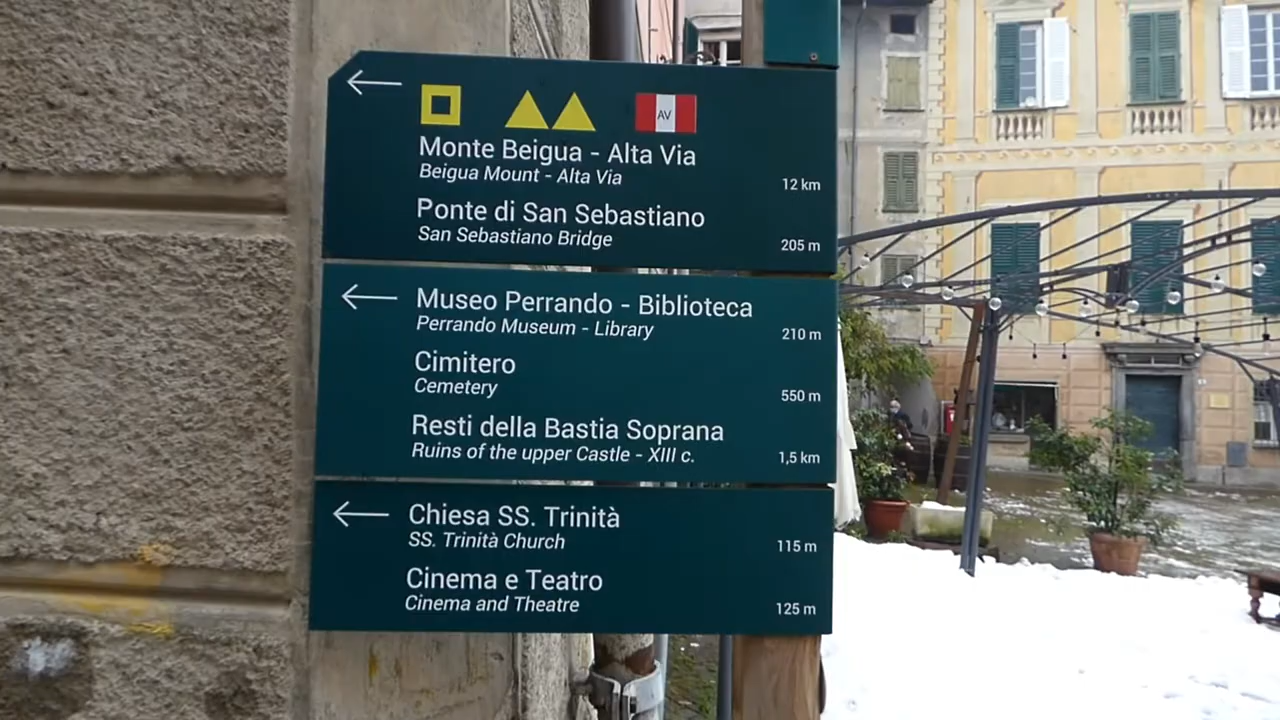 AV
Monte Beigua - Alta Via
Beigua Mount - Alta Via
12 km
Ponte di San Sebastiano
San Sebastiano Bridge
205 m
Museo Perrando - Biblioteca
Perrando Museum - Library
210 m
Cimitero
Cemetery
550 m
Resti della Bastia Soprana
Ruins of the upper Castle - XIII c.
1,5 km
Chiesa SS. Trinità
SS. Trinità Church
115 m
Cinema e Teatro
Cinema and Theatre
125 m